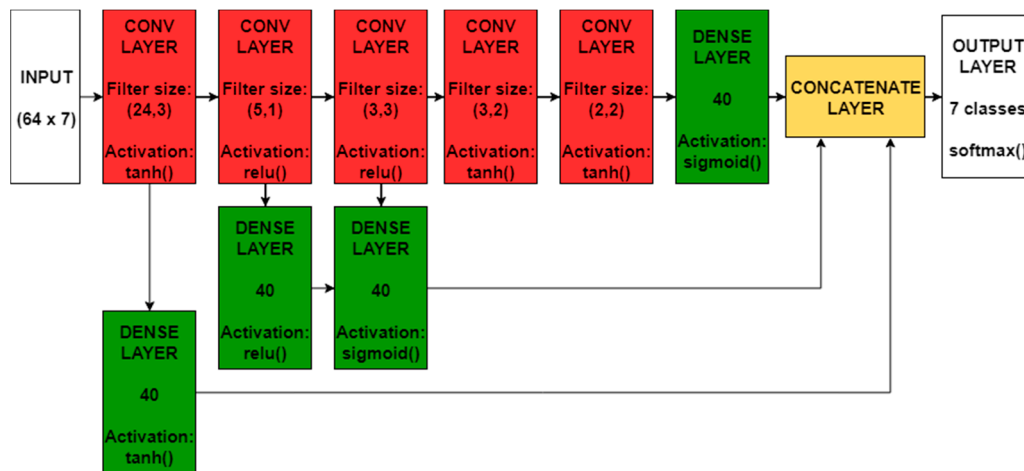 INPUT
(64 x 7)
CONV
LAYER
Filter size:
(24,3)
Activation:
tanh()
CONV
LAYER
Filter size:
(5,1)
Activation:
relu()
CONV
LAYER
Filter size:
(3,3)
Activation:
relu()
CONV
LAYER
Filter size:
(3,2)
Activation:
tanh()
CONV
LAYER
Filter size:
(2,2)
Activation:
tanh()
DENSE
LAYER
40
Activation:
sigmoid()
CONCATENATE
LAYER
OUTPUT
LAYER
7 classes
softmax()
DENSE
LAYER
40
Activation:
relu()
DENSE
LAYER
40
Activation:
sigmoid()
DENSE
LAYER
40
Activation:
tanh()